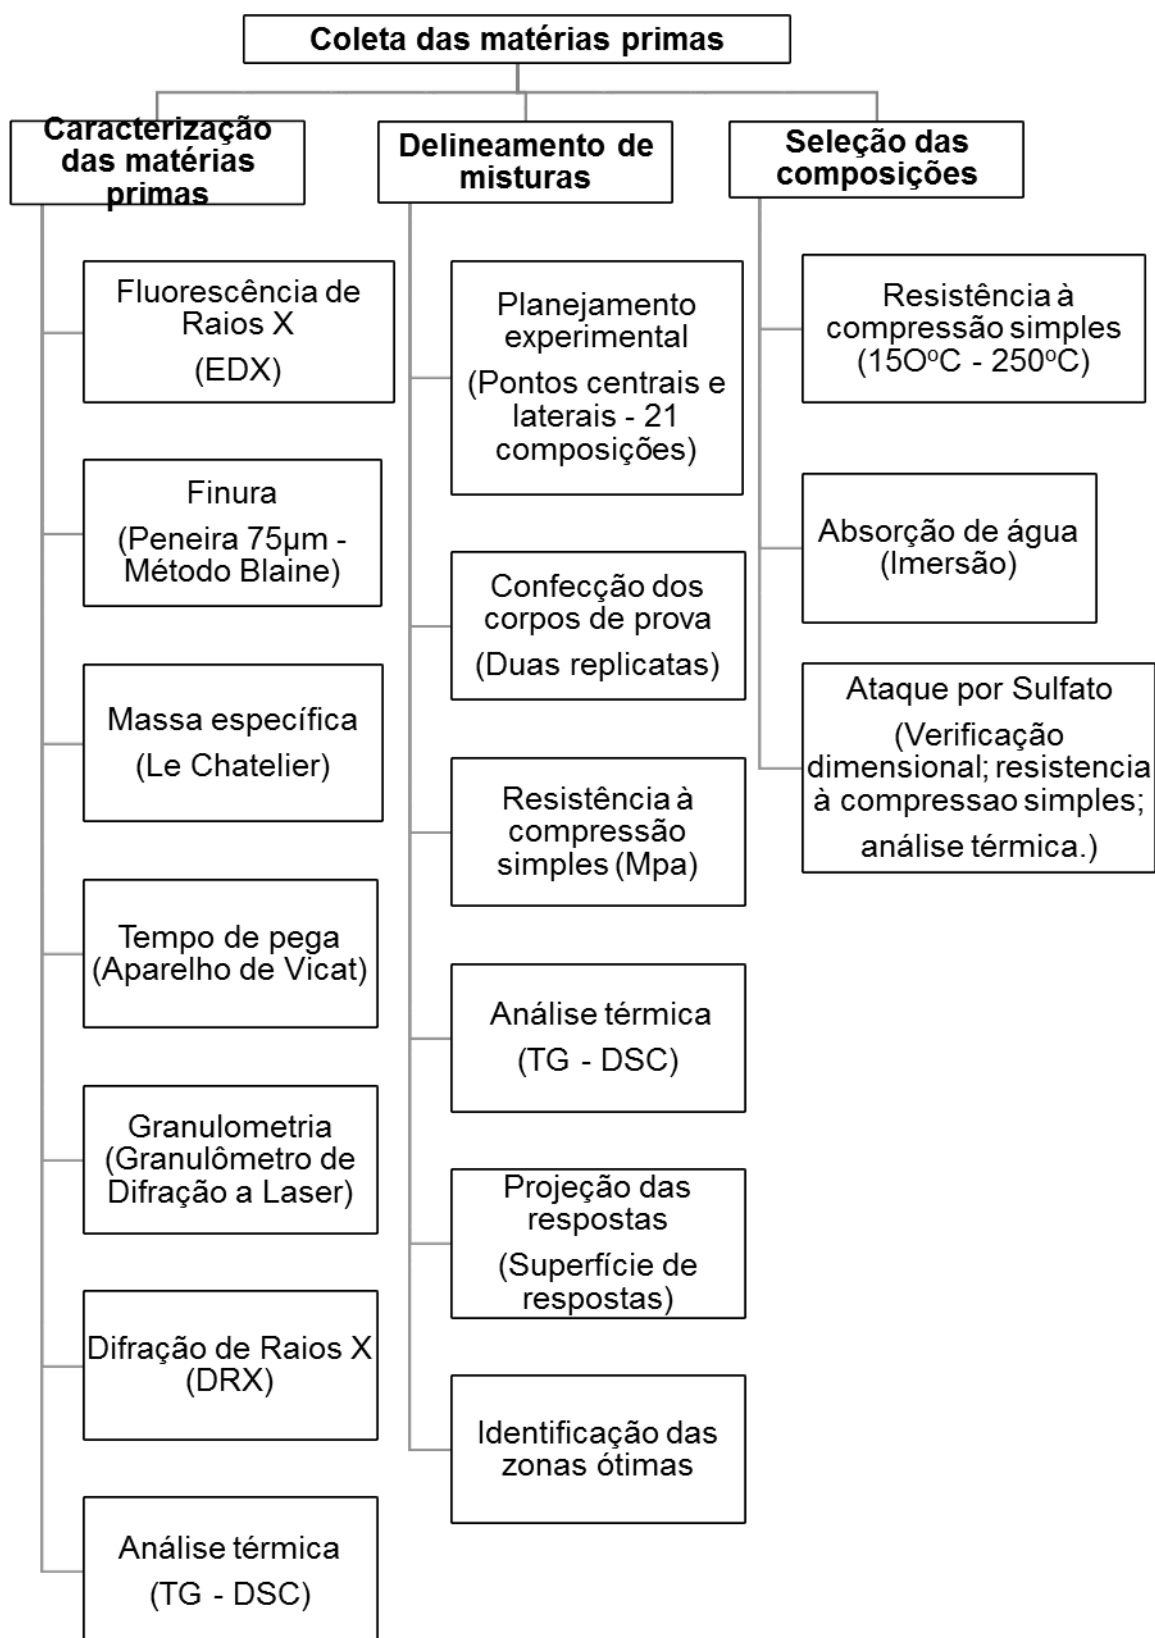 Coleta das matérias primas
Caracterização
das matérias
primas
Fluorescência de
Raios X
(EDX)
Finura
(Peneira 75µm -
Método Blaine)
Massa específica
(Le Chatelier)
Tempo de pega
(Aparelho de Vicat)
Granulometria
(Granulômetro de
Difração a Laser)
Difração de Raios X
(DRX)
Análise térmica
(TG - DSC)
Delineamento de
misturas
Planejamento
experimental
(Pontos centrais e
laterais - 21
composições)
Confecção dos
corpos de prova
(Duas replicatas)
Resistência à
compressão
simples (Mpa)
Análise térmica
(TG - DSC)
Projeção das
respostas
(Superfície de
respostas)
Identificação das
zonas ótimas
Seleção das
composições
Resistência à
compressão simples
(15OºC - 250ºC)
Absorção de água
(Imersão)
Ataque por Sulfato
(Verificação
dimensional; resistencia
à compressao simples;
análise térmica.)